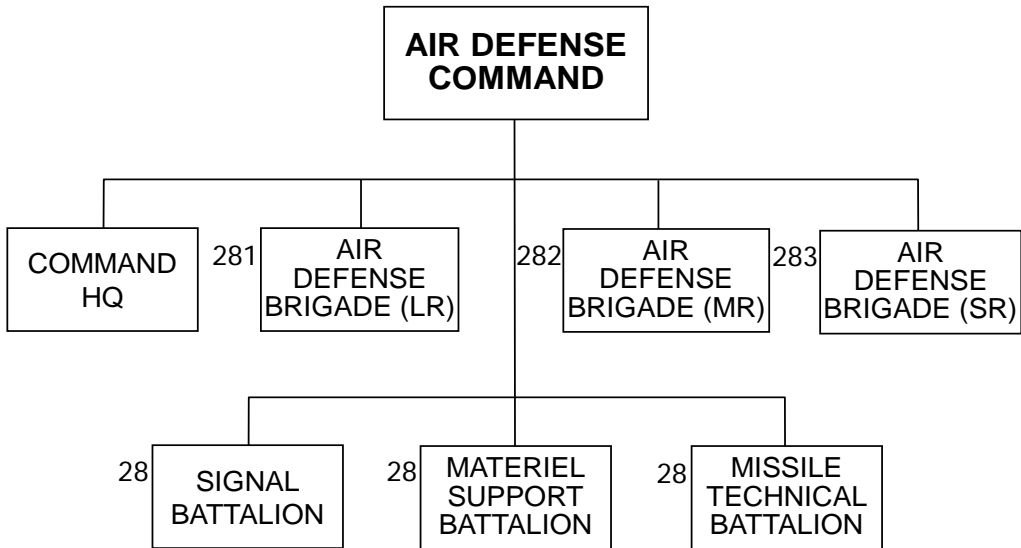 AIR DEFENSE
COMMAND
COMMAND
HQ
281
AIR
DEFENSE
BRIGADE (LR)
282
AIR
DEFENSE
BRIGADE (MR)
283
AIR
DEFENSE
BRIGADE (SR)
28
SIGNAL
BATTALION
28
MATERIEL
SUPPORT
BATTALION
28
MISSILE
TECHNICAL
BATTALION